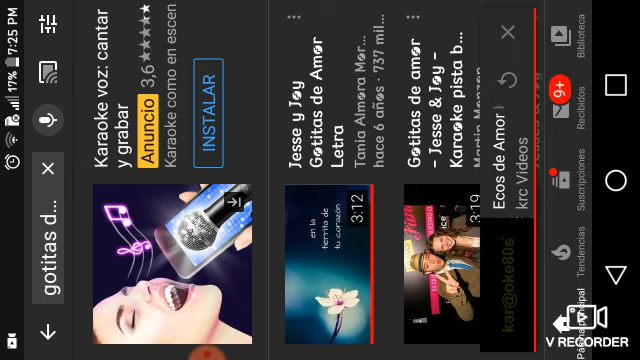 17% 7:25 PM
gotitas d...
Karaoke voz: cantar
y grabar
Anuncio 3,6★★★★★
Karaoke como en escen
INSTALAR
Jesse y Joy
Gotitas de Amor
Letra
Tania Almora Mor...
hace 6 años · 737 mil...
en la
tierrita de
tu corazón
3:12
Gotitas de amor
- Jesse & Joy -
Karaoke pista b...
3:19
Ecos de Amor
krc Videos
kar@oke80s
Página principal
Tendencias
Suscripciones
Recibidos
9+
Biblioteca
V RECORDER